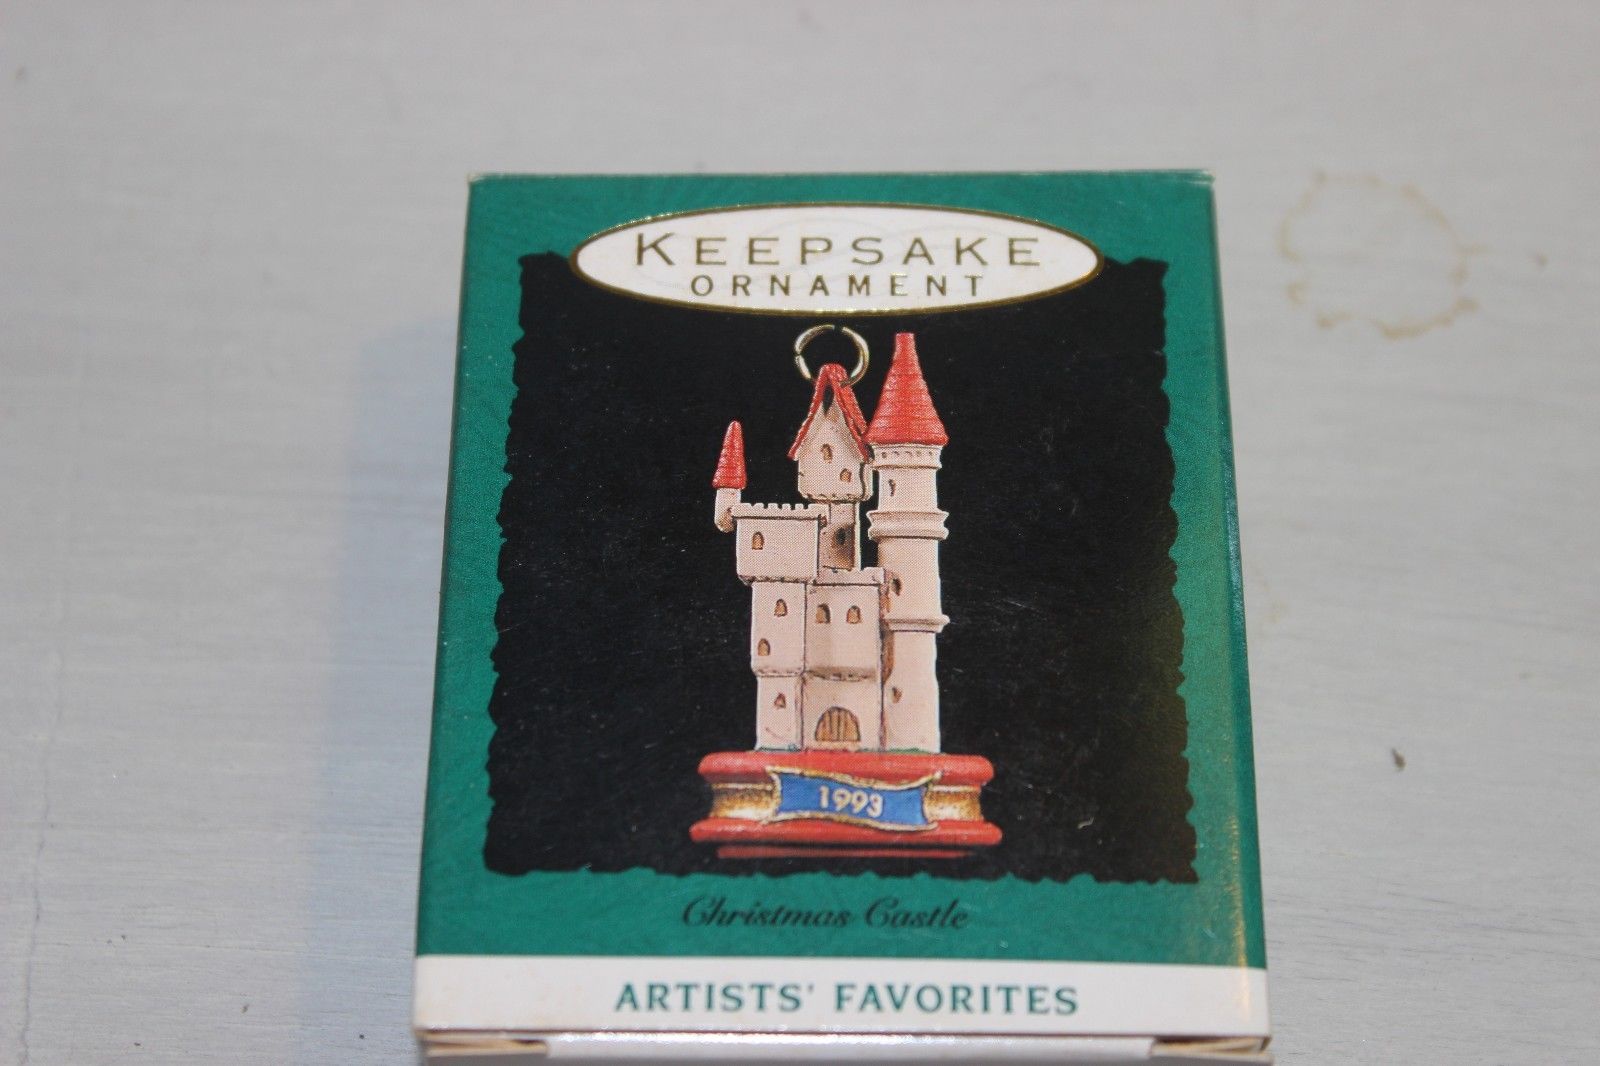 KEEPSAKE
ORNAMENT
1993
Christmas Castle
ARTISTS' FAVORITES